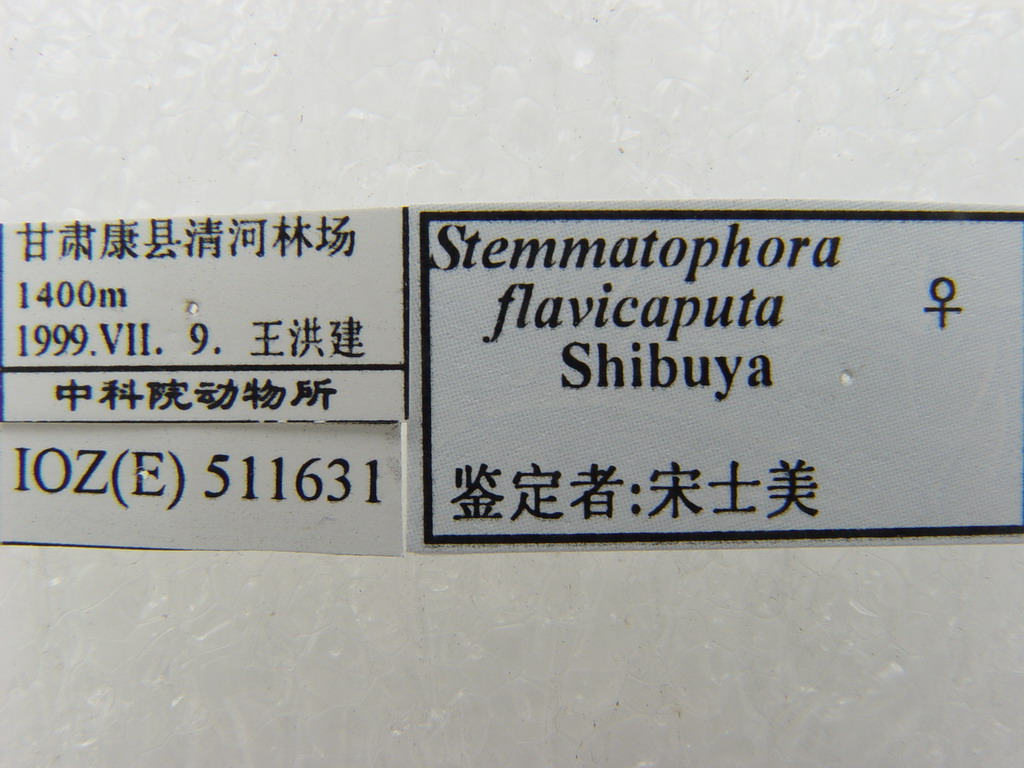 甘肃康县清河林场
1400m
1999.VII. 9. 王洪建
中科院动物所
IOZ(E) 511631
Stemmatophora
flavicaputa
Shibuya
♀
鉴定者:宋士美